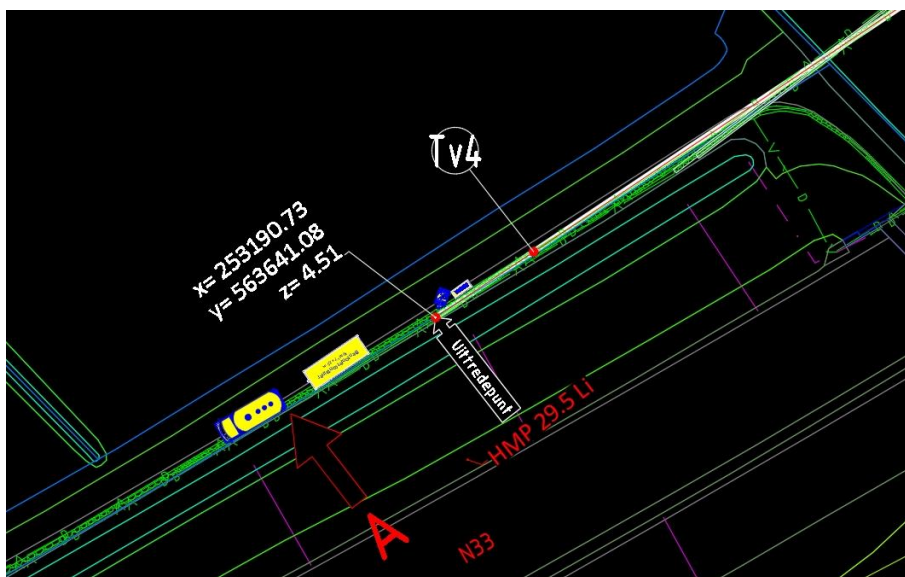 Tv4
x= 253190.73
y= 563641.08
z= 4.51
Uittredepunt
HMP 29.5 Li
A
N33